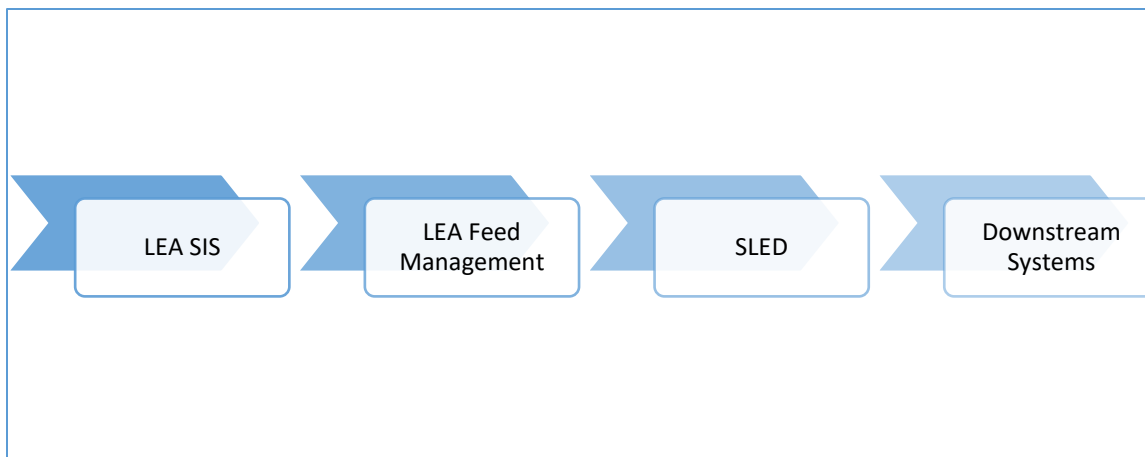 LEA SIS
LEA Feed
Management
SLED
Downstream
Systems